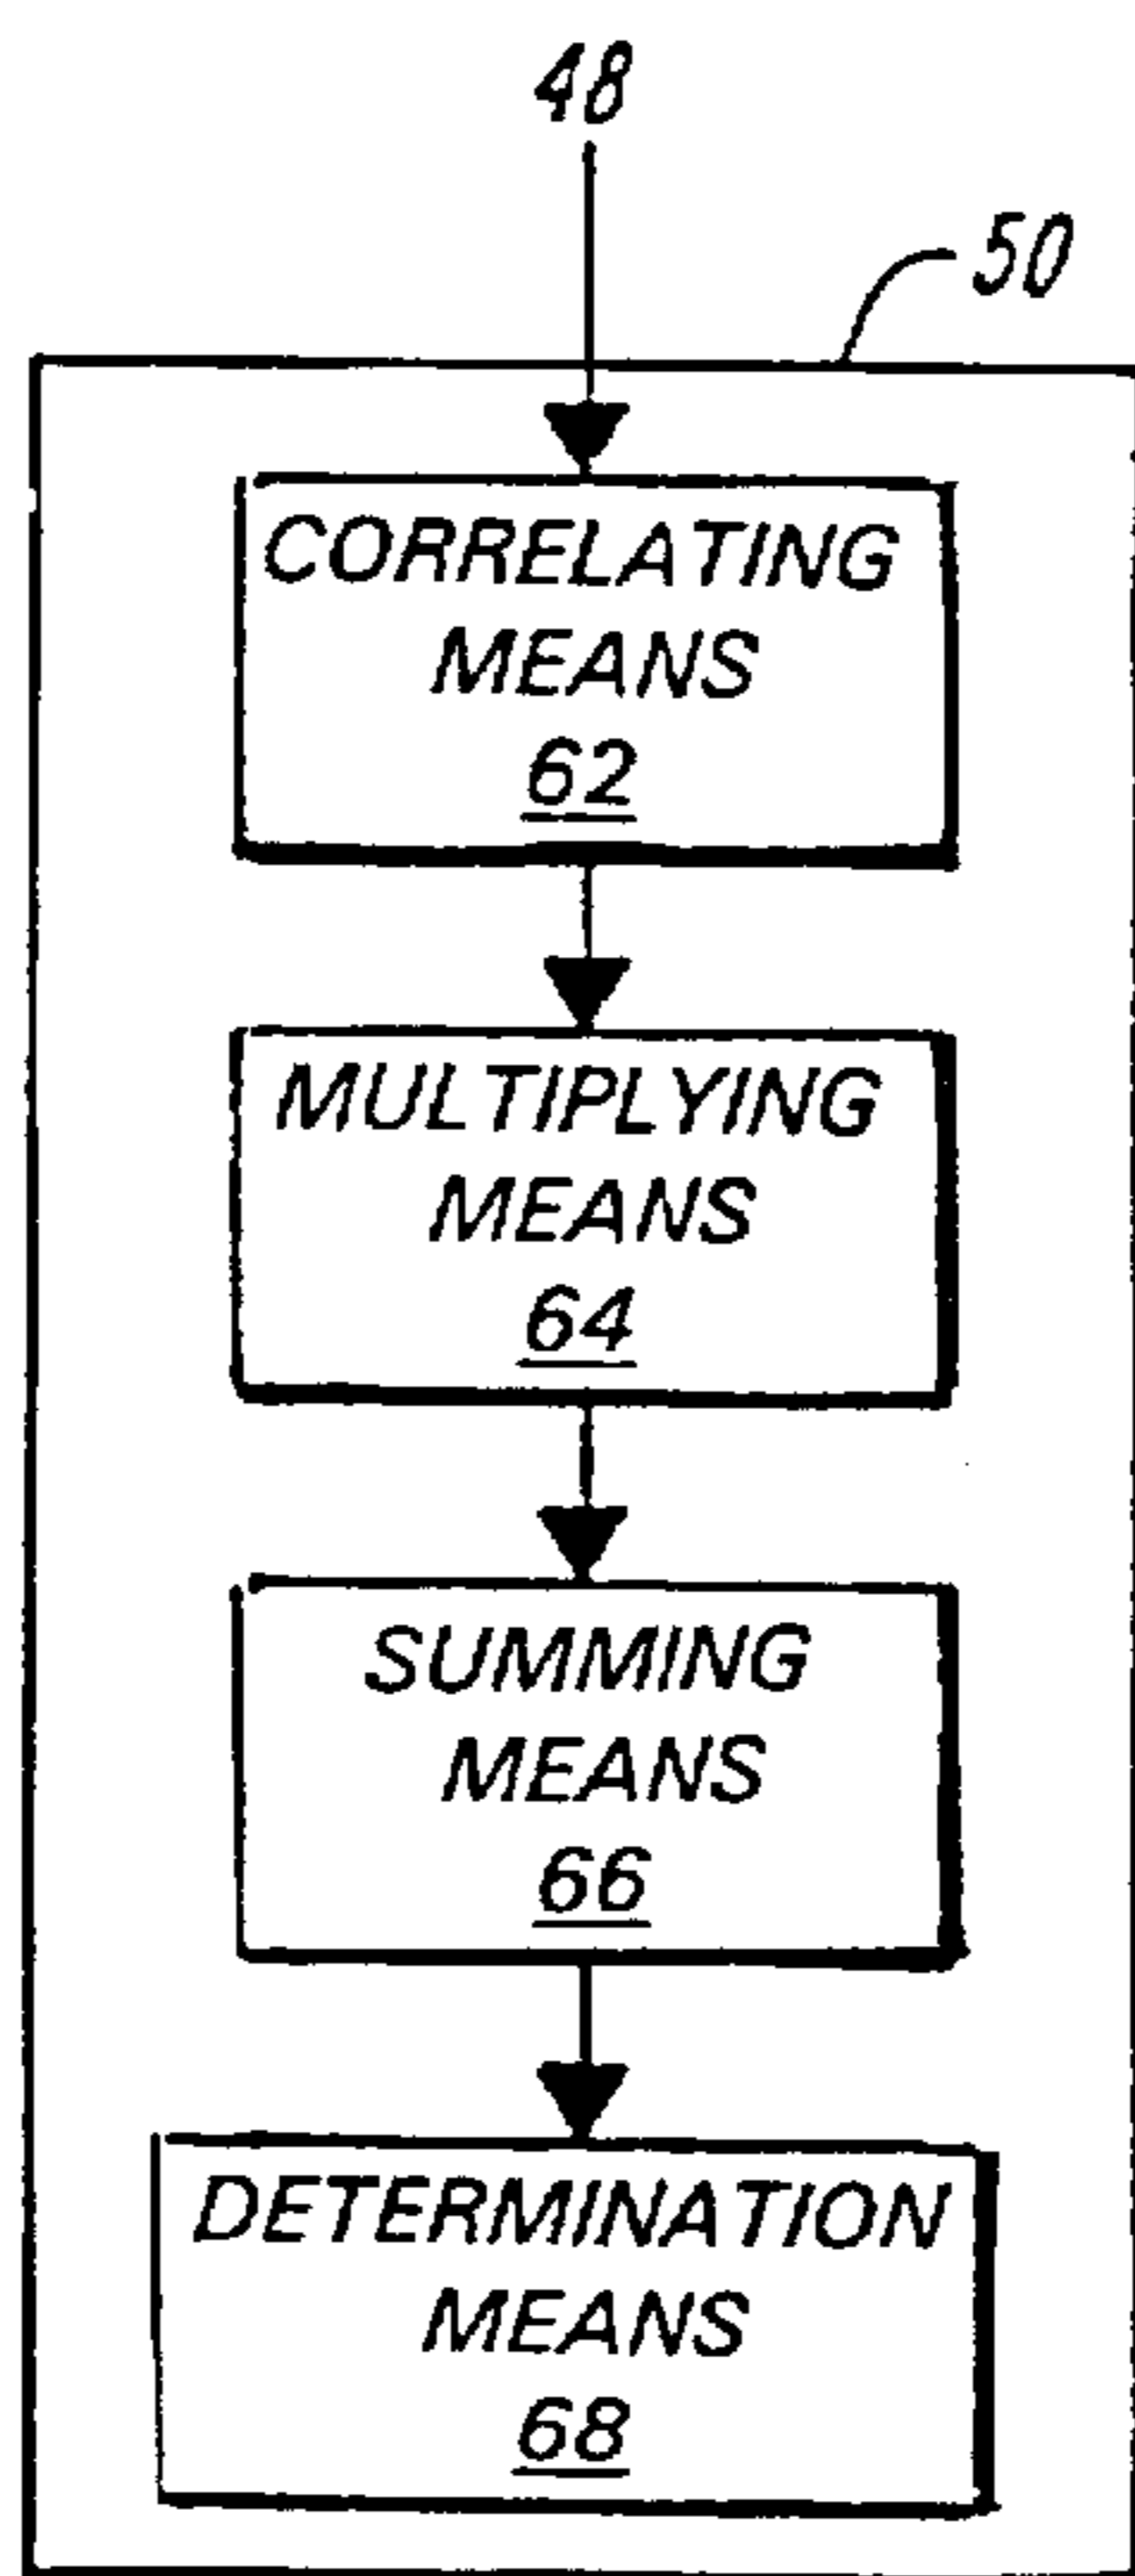 48
50
CORRELATING
MEANS
62
MULTIPLYING
MEANS
64
SUMMING
MEANS
66
DETERMINATION
MEANS
68